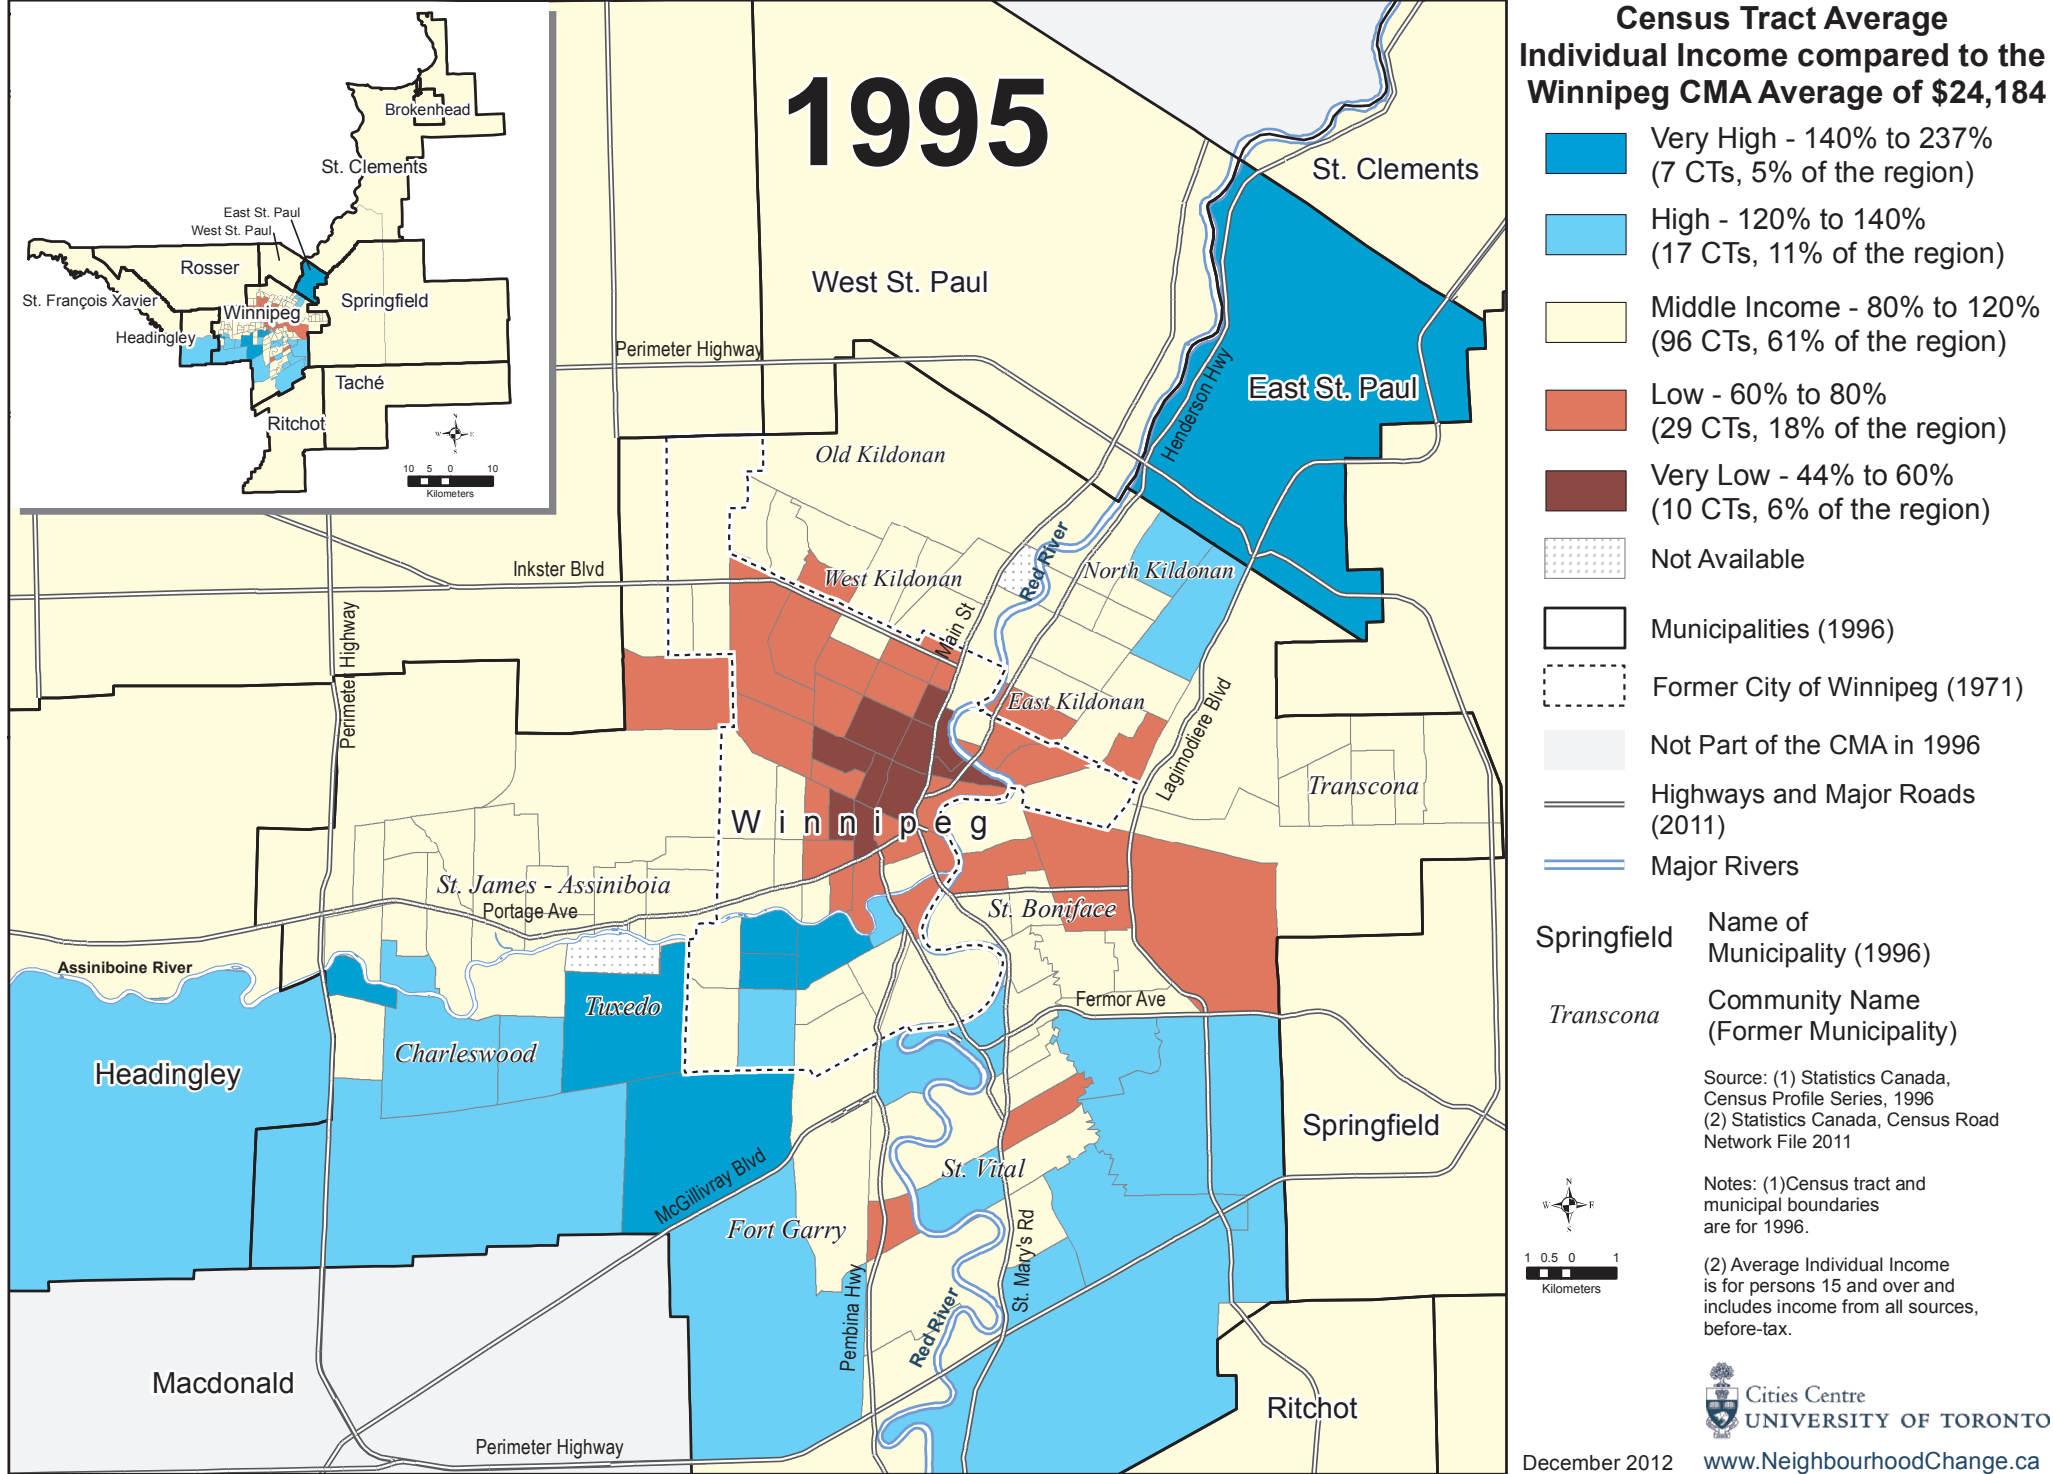 1995
Census Tract Average
Individual Income compared to the
Winnipeg CMA Average of $24,184
Very High - 140% to 237%
(7 CTs, 5% of the region)
High - 120% to 140%
(17 CTs, 11% of the region)
Middle Income - 80% to 120%
(96 CTs, 61% of the region)
Low - 60% to 80%
(29 CTs, 18% of the region)
Very Low - 44% to 60%
(10 CTs, 6% of the region)
Not Available
Municipalities (1996)
Former City of Winnipeg (1971)
Not Part of the CMA in 1996
Highways and Major Roads
(2011)
Major Rivers
Springfield
Name of
Municipality (1996)
Transcona
Community Name
(Former Municipality)
Source: (1) Statistics Canada,
Census Profile Series, 1996
(2) Statistics Canada, Census Road
Network File 2011
Notes: (1)Census tract and
municipal boundaries
are for 1996.
(2) Average Individual Income
is for persons 15 and over and
includes income from all sources,
before-tax.
N
W E
S
1 0.5 0 1
Kilometers
Cities Centre
UNIVERSITY OF TORONTO
December 2012
www.NeighbourhoodChange.ca
Brokenhead
St. Clements
East St. Paul
West St. Paul
Rosser
St. François Xavier
Springfield
Winnipeg
Headingley
Taché
Ritchot
N
W E
S
10 5 0 10
Kilometers
St. Clements
West St. Paul
Perimeter Highway
Henderson Hwy
East St. Paul
Old Kildonan
Red River
Inkster Blvd
West Kildonan
North Kildonan
Main St
Perimeter Highway
East Kildonan
Lagimodiere Blvd
Transcona
Winnipeg
St. James - Assiniboia
Portage Ave
St. Boniface
Assiniboine River
Fermor Ave
Tuxedo
Charleswood
Headingley
Springfield
McGillivray Blvd
St. Vital
Fort Garry
St. Mary's Rd
Pembina Hwy
Red River
Macdonald
Ritchot
Perimeter Highway